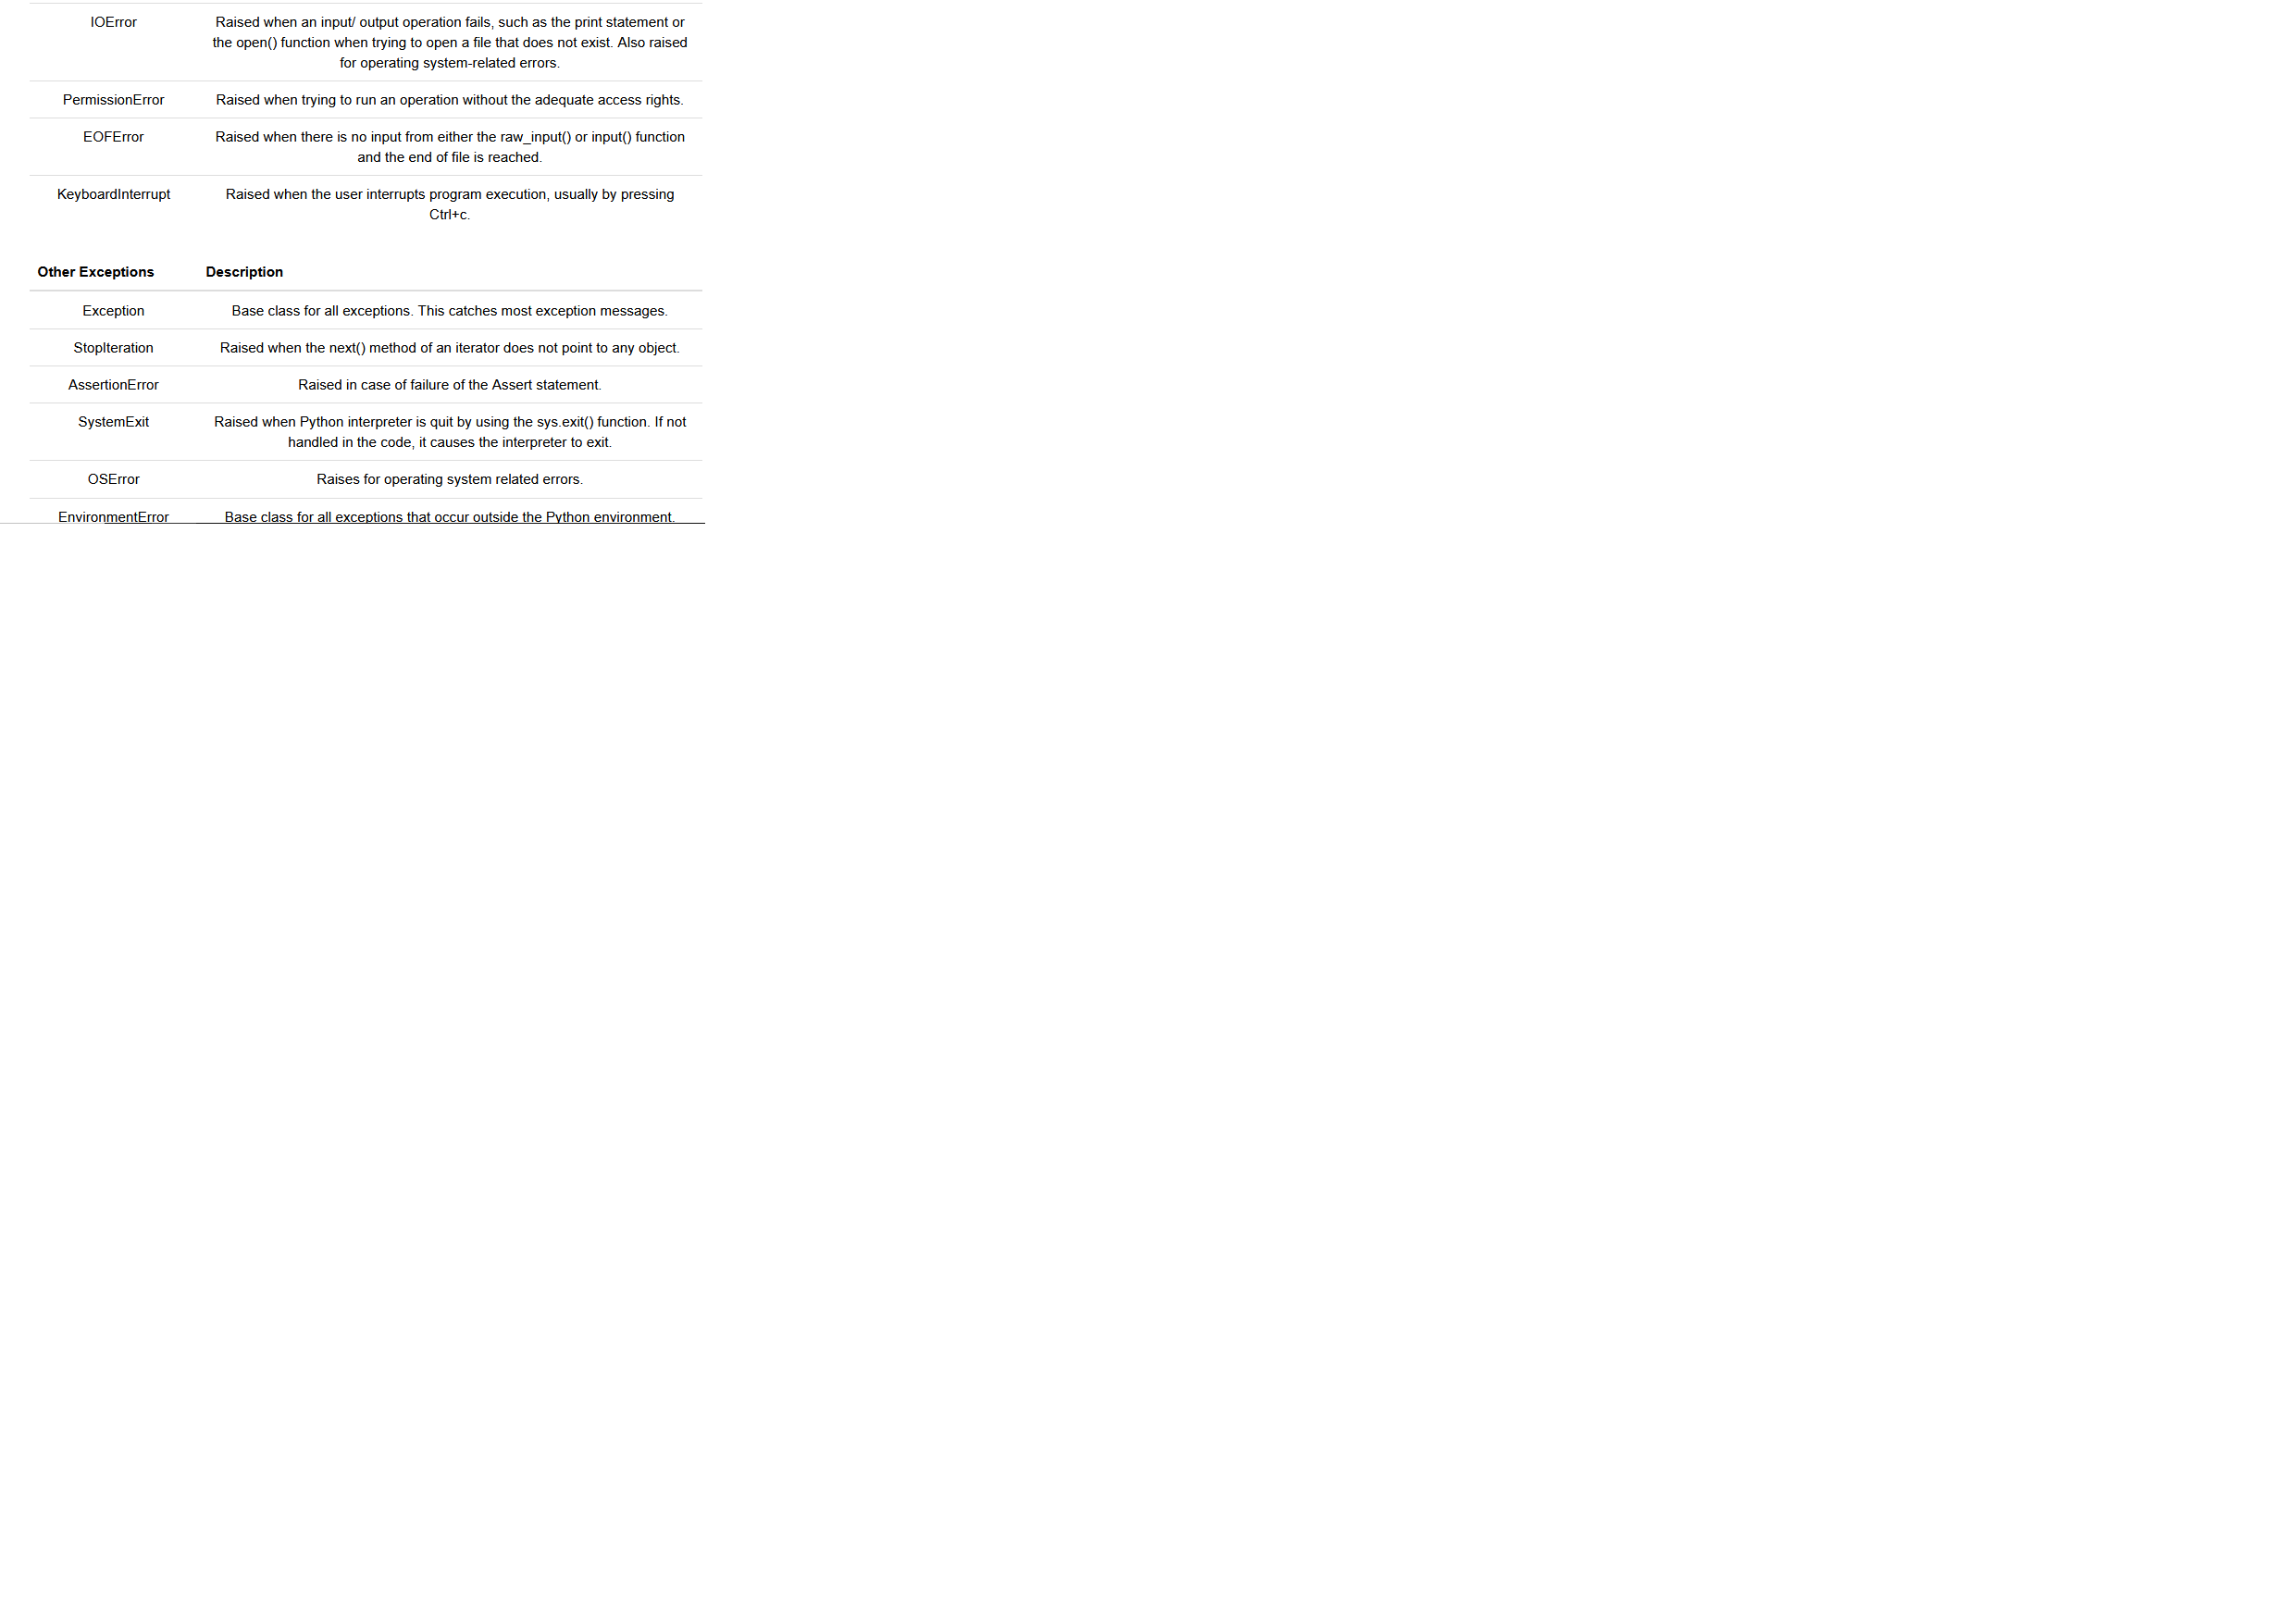 IOError Raised when an input/ output operation fails, such as the print statement or
the open() function when trying to open a file that does not exist. Also raised
for operating system-related errors.
PermissionError Raised when trying to run an operation without the adequate access rights.
EOFError Raised when there is no input from either the raw_input() or input() function
and the end of file is reached.
KeyboardInterrupt Raised when the user interrupts program execution, usually by pressing
Ctrl+c.
Other Exceptions Description
Exception Base class for all exceptions. This catches most exception messages.
StopIteration Raised when the next() method of an iterator does not point to any object.
AssertionError Raised in case of failure of the Assert statement.
SystemExit Raised when Python interpreter is quit by using the sys.exit() function. If not
handled in the code, it causes the interpreter to exit.
OSError Raises for operating system related errors.
EnvironmentError Base class for all exceptions that occur outside the Python environment.